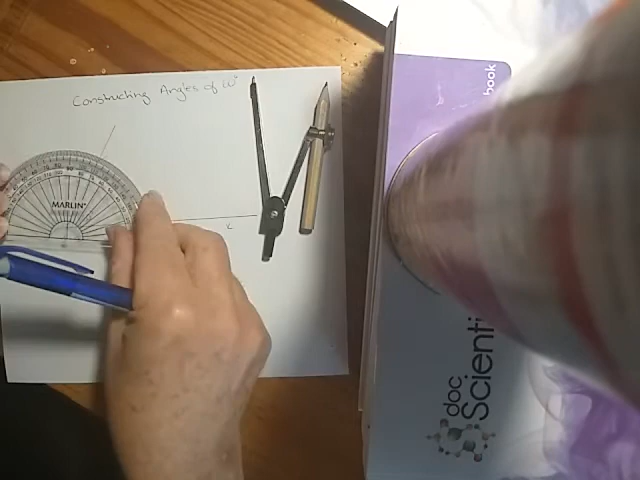 Constructing Angles of 60°
MARLIN
x
book
doc.
Scienti